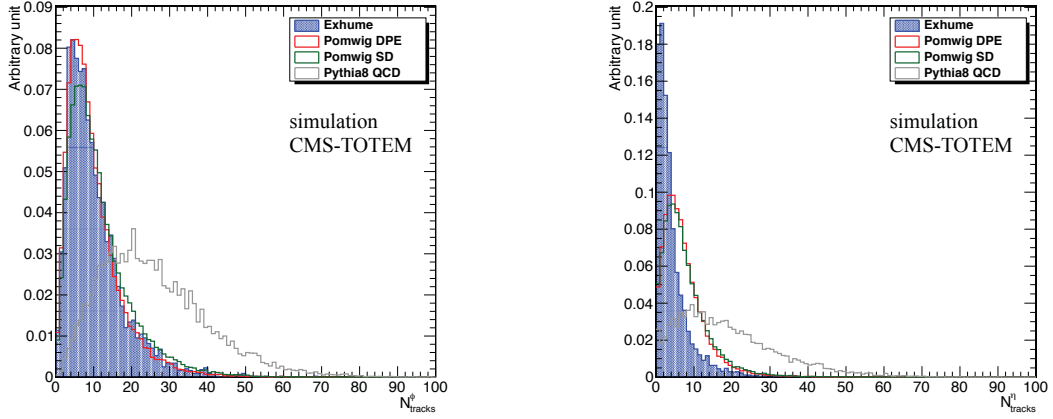 Arbitrary unit
0.09
0.08
0.07
0.06
0.05
0.04
0.03
0.02
0.01
0
0 10 20 30 40 50 60 70 80 90 100
N^ϕ_tracks
Exhume
Pomwig DPE
Pomwig SD
Pythia8 QCD
simulation
CMS-TOTEM
Arbitrary unit
0.2
0.18
0.16
0.14
0.12
0.1
0.08
0.06
0.04
0.02
0
0 10 20 30 40 50 60 70 80 90 100
N^η_tracks
Exhume
Pomwig DPE
Pomwig SD
Pythia8 QCD
simulation
CMS-TOTEM